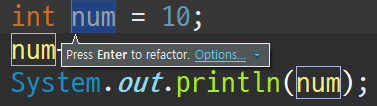 int num = 10;
num
Press Enter to refactor. Options...
System.out.println(num);